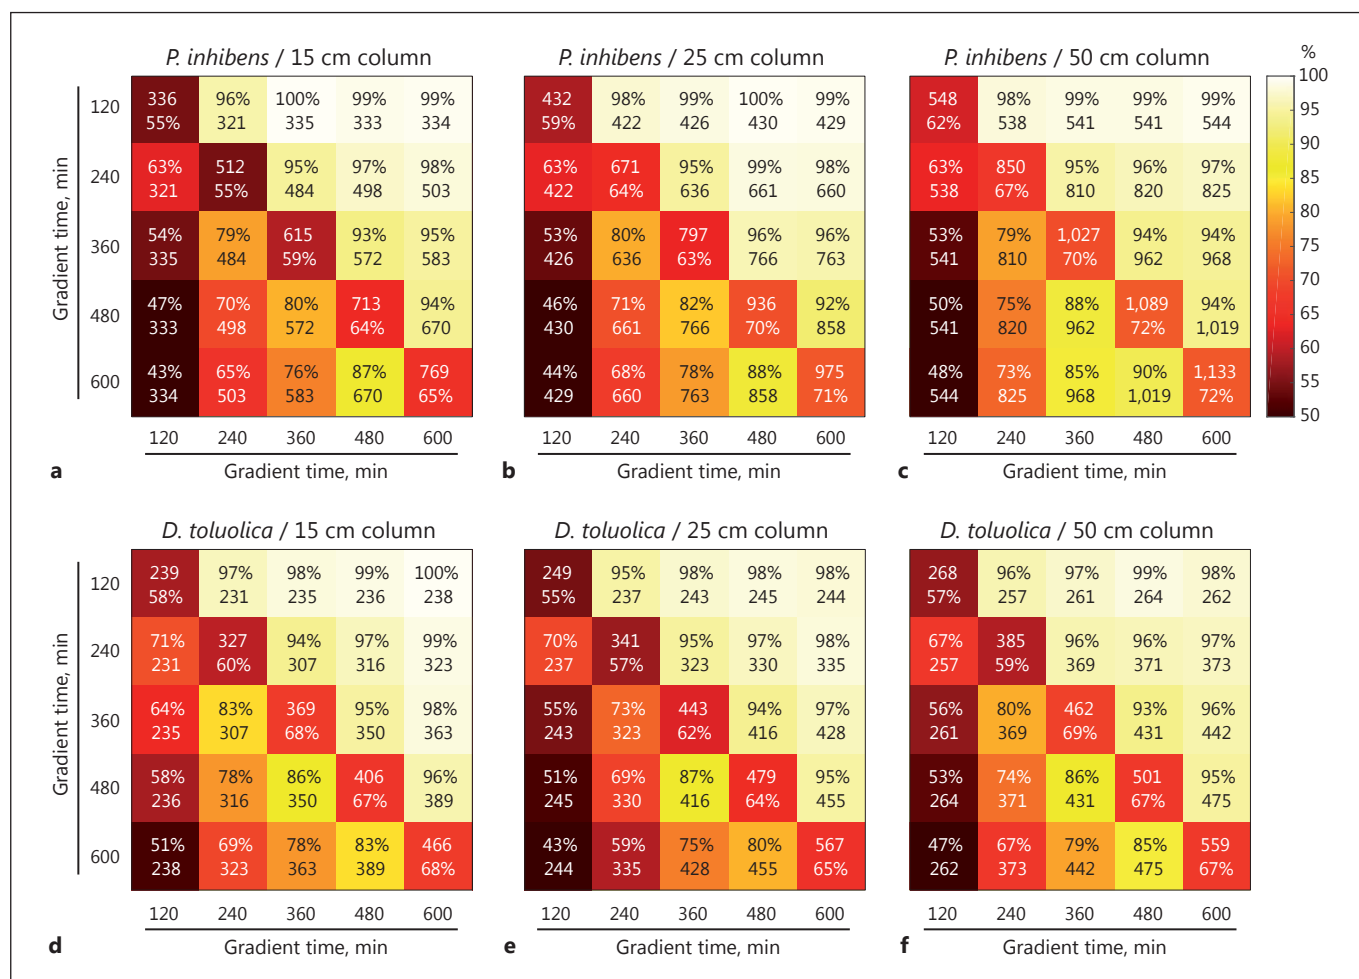 P. inhibens / 15 cm column
P. inhibens / 25 cm column
P. inhibens / 50 cm column
%
Gradient time, min
120
336 96% 100% 99% 99%
55% 321 335 333 334
240
63% 512 95% 97% 98%
321 55% 484 498 503
360
54% 79% 615 93% 95%
335 484 59% 572 583
480
47% 70% 80% 713 94%
333 498 572 64% 670
600
43% 65% 76% 87% 769
334 503 583 670 65%
120 240 360 480 600
a
Gradient time, min
432 98% 99% 100% 99%
59% 422 426 430 429
63% 671 95% 99% 98%
422 64% 636 661 660
53% 80% 797 96% 96%
426 636 63% 766 763
46% 71% 82% 936 92%
430 661 766 70% 858
44% 68% 78% 88% 975
429 660 763 858 71%
120 240 360 480 600
b
Gradient time, min
548 98% 99% 99% 99%
62% 538 541 541 544
63% 850 95% 96% 97%
538 67% 810 820 825
53% 79% 1,027 94% 94%
541 810 70% 962 968
50% 75% 88% 1,089 94%
541 820 962 72% 1,019
48% 73% 85% 90% 1,133
544 825 968 1,019 72%
120 240 360 480 600
c
Gradient time, min
100
95
90
85
80
75
70
65
60
55
50
D. toluolica / 15 cm column
D. toluolica / 25 cm column
D. toluolica / 50 cm column
Gradient time, min
120
239 97% 98% 99% 100%
58% 231 235 236 238
240
71% 327 94% 97% 99%
231 60% 307 316 323
360
64% 83% 369 95% 98%
235 307 68% 350 363
480
58% 78% 86% 406 96%
236 316 350 67% 389
600
51% 69% 78% 83% 466
238 323 363 389 68%
120 240 360 480 600
d
Gradient time, min
249 95% 98% 98% 98%
55% 237 243 245 244
70% 341 95% 97% 98%
237 57% 323 330 335
55% 73% 443 94% 97%
243 323 62% 416 428
51% 69% 87% 479 95%
245 330 416 64% 455
43% 59% 75% 80% 567
244 335 428 455 65%
120 240 360 480 600
e
Gradient time, min
268 96% 97% 99% 98%
57% 257 261 264 262
67% 385 96% 96% 97%
257 59% 369 371 373
56% 80% 462 93% 96%
261 369 69% 431 442
53% 74% 86% 501 95%
264 371 431 67% 475
47% 67% 79% 85% 559
262 373 442 475 67%
120 240 360 480 600
f
Gradient time, min